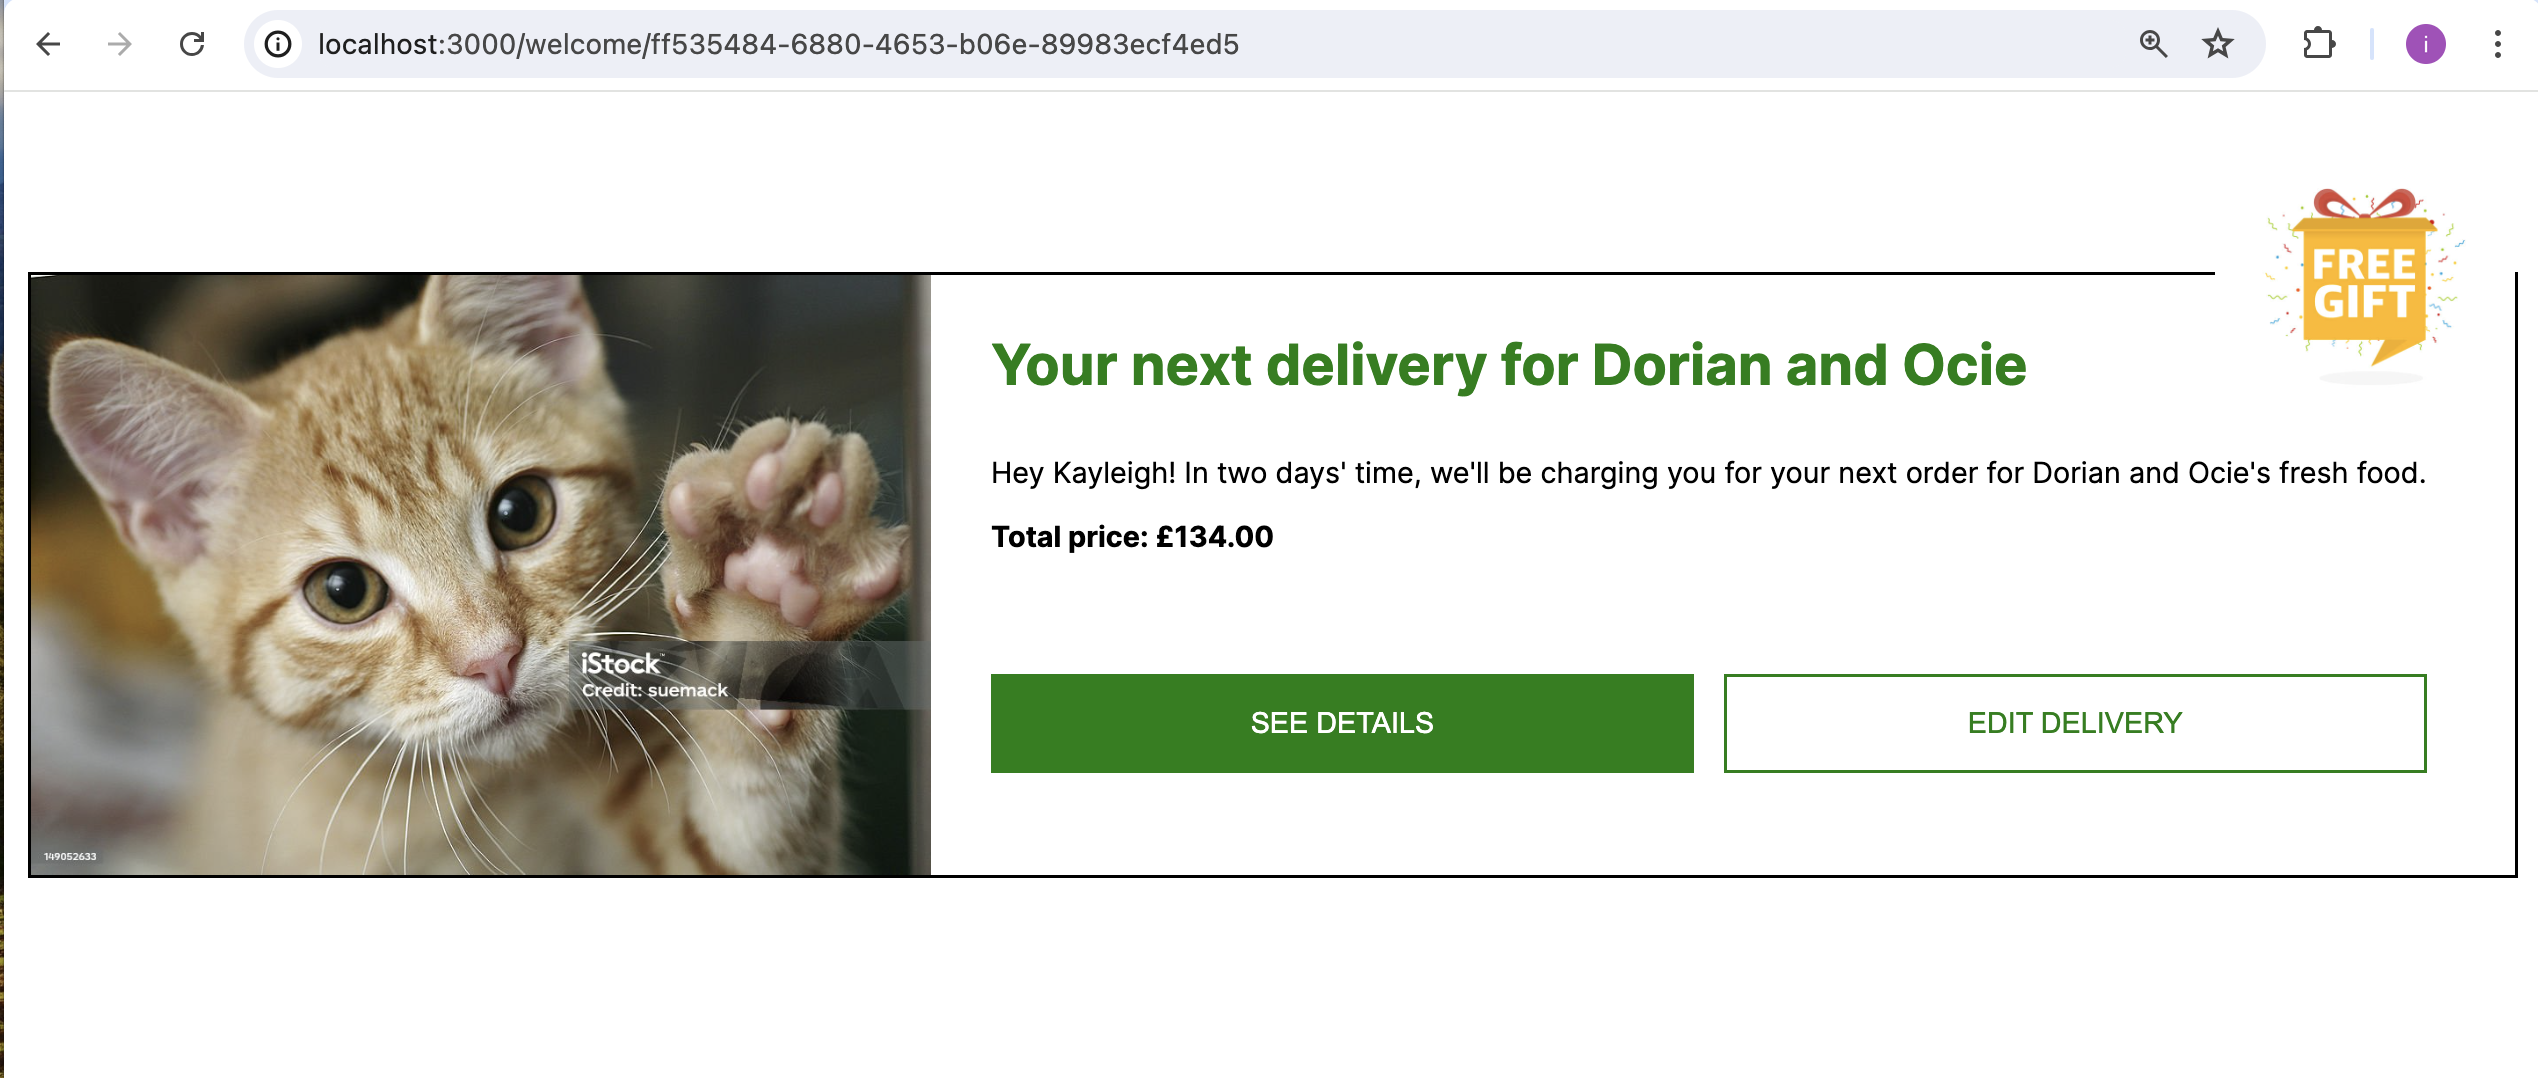 localhost:3000/welcome/ff535484-6880-4653-b06e-89983ecf4ed5
i
FREE
GIFT
Your next delivery for Dorian and Ocie
Hey Kayleigh! In two days' time, we'll be charging you for your next order for Dorian and Ocie's fresh food.
Total price: £134.00
iStock™
Credit: suemack
SEE DETAILS
EDIT DELIVERY
149052633